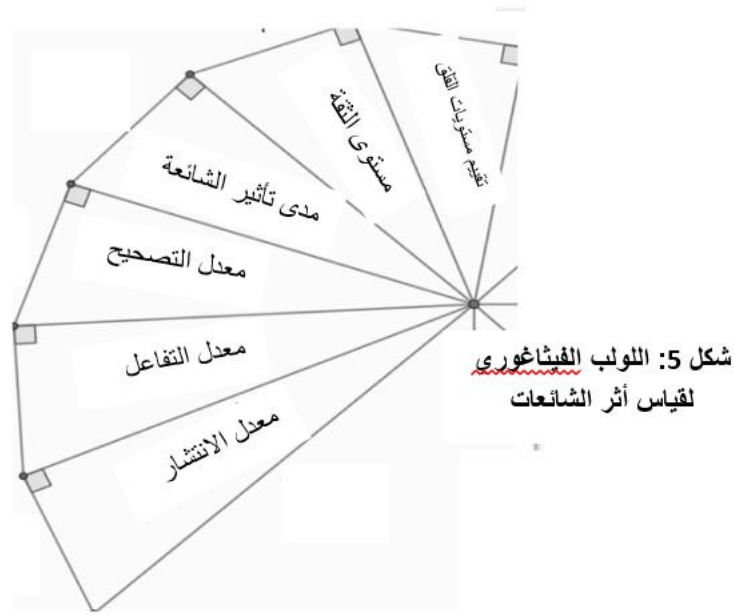 تقييم مستويات القلق
مستوى الثقة
مدى تأثير الشائعة
معدل التصحيح
معدل التفاعل
معدل الانتشار
شكل 5: اللولب الفيثاغوري
لقياس أثر الشائعات